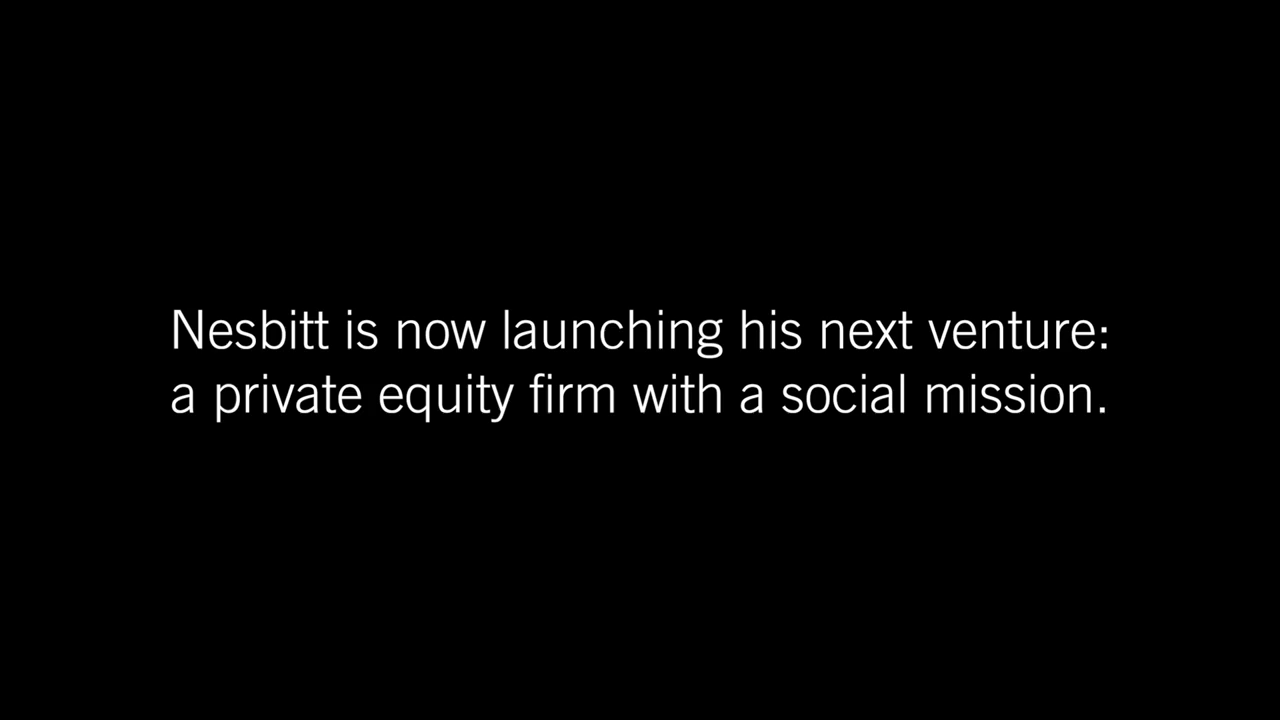 Nesbitt is now launching his next venture:
a private equity firm with a social mission.